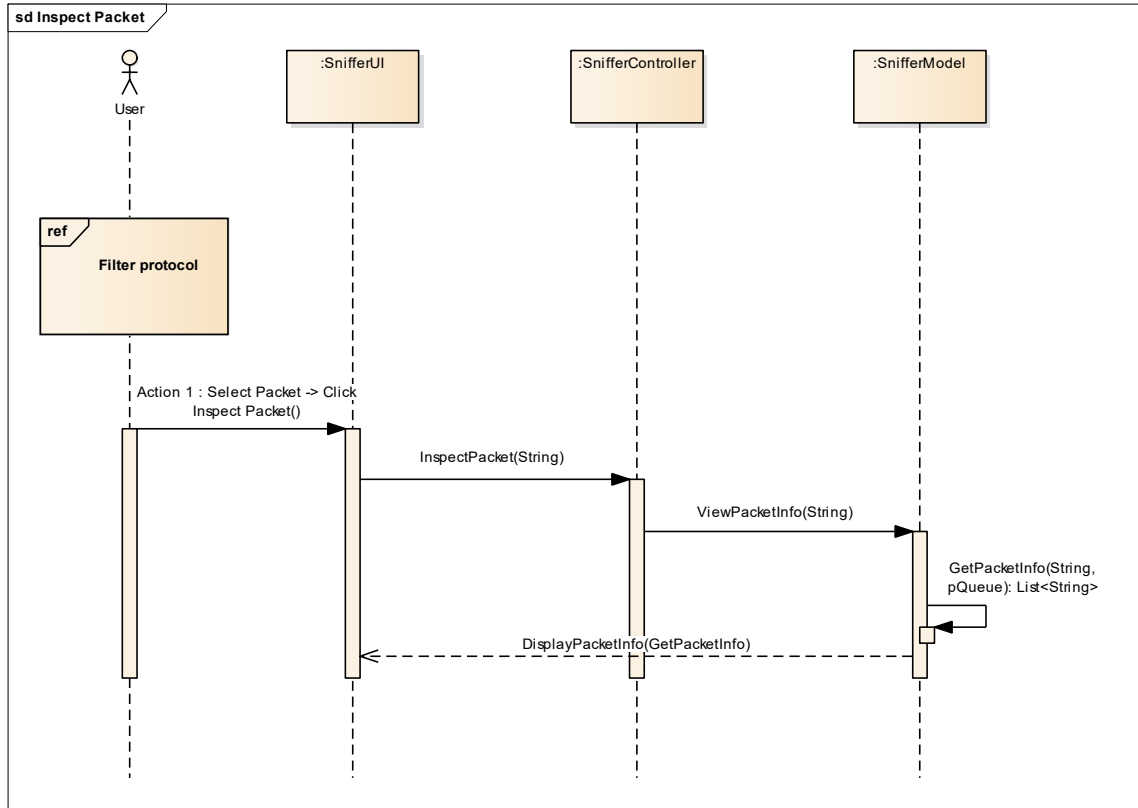 sd Inspect Packet
:SnifferUI
:SnifferController
:SnifferModel
User
ref
Filter protocol
Action 1 : Select Packet -> Click
Inspect Packet()
InspectPacket(String)
ViewPacketInfo(String)
GetPacketInfo(String,
pQueue): List<String>
DisplayPacketInfo(GetPacketInfo)